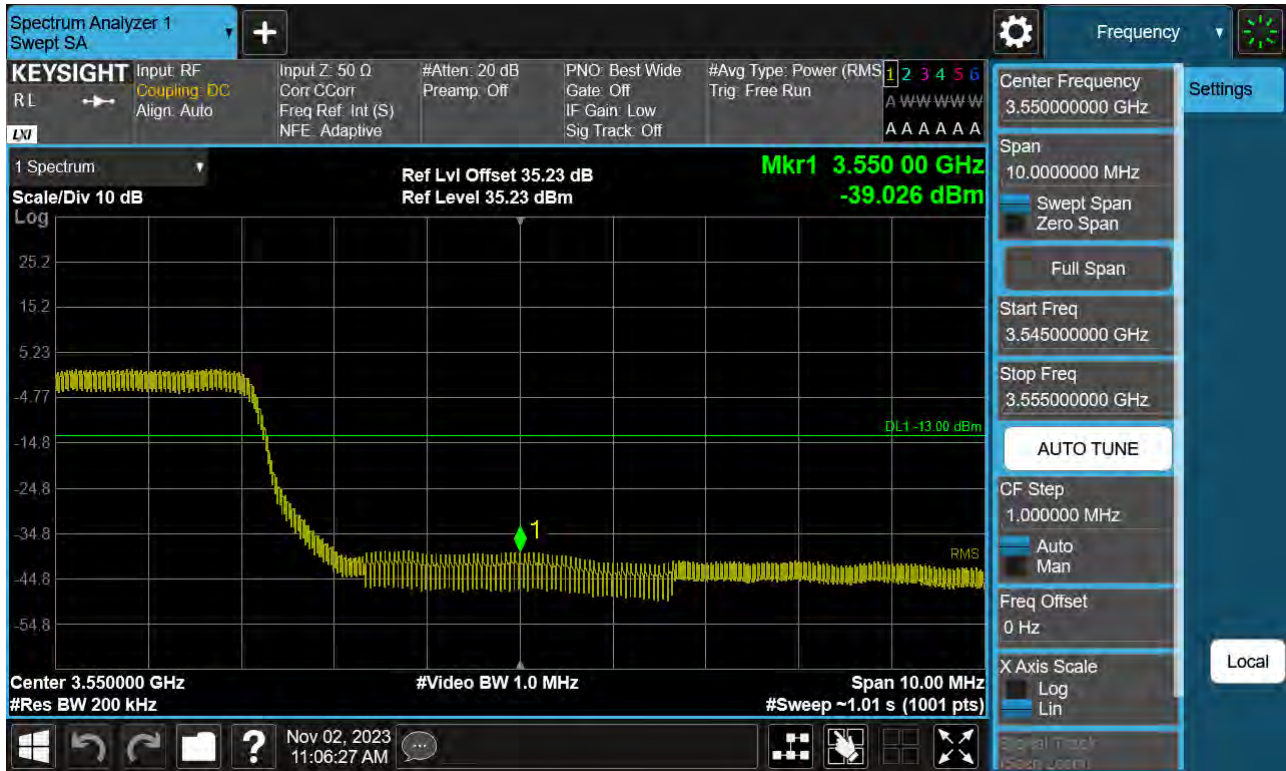 Spectrum Analyzer 1
Swept SA
Frequency
KEYSIGHT
RL
LXI
Input: RF
Coupling: DC
Align: Auto
Input Z: 50 Ω
Corr CCorr
Freq Ref: Int (S)
NFE: Adaptive
#Atten: 20 dB
Preamp: Off
PNO: Best Wide
Gate: Off
IF Gain: Low
Sig Track: Off
#Avg Type: Power (RMS
Trig: Free Run
1 2 3 4 5 6
A W W W W W
A A A A A A
1 Spectrum
Scale/Div 10 dB
Log
Ref Lvl Offset 35.23 dB
Ref Level 35.23 dBm
Mkr1 3.550 00 GHz
-39.026 dBm
25.2
15.2
5.23
-4.77
-14.8
-24.8
-34.8
-44.8
-54.8
DL1 -13.00 dBm
1
RMS
Center 3.550000 GHz
#Res BW 200 kHz
#Video BW 1.0 MHz
Span 10.00 MHz
#Sweep ~1.01 s (1001 pts)
Center Frequency
3.550000000 GHz
Settings
Span
10.0000000 MHz
Swept Span
Zero Span
Full Span
Start Freq
3.545000000 GHz
Stop Freq
3.555000000 GHz
AUTO TUNE
CF Step
1.000000 MHz
Auto
Man
Freq Offset
0 Hz
X Axis Scale
Log
Lin
Local
Signal Track
(Span Zoom)
?
Nov 02, 2023
11:06:27 AM